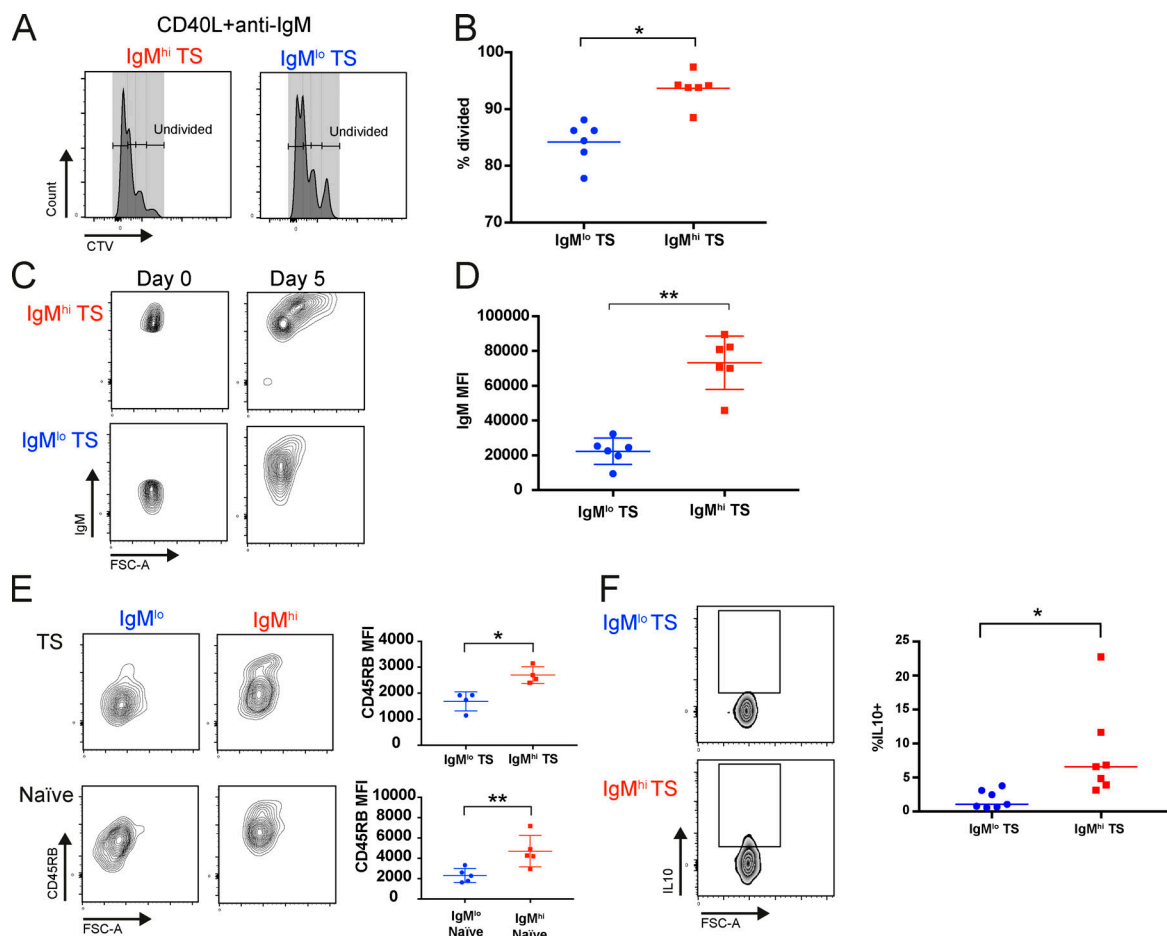 A
CD40L+anti-IgM
IgMʰⁱ TS
IgMˡᵒ TS
Undivided
Undivided
Count
0
0
0
0
CTV
B
*
% divided
100
90
80
70
IgMˡᵒ TS
IgMʰⁱ TS
C
Day 0
Day 5
IgMʰⁱ TS
IgMˡᵒ TS
IgM
FSC-A
D
**
IgM MFI
100000
80000
60000
40000
20000
0
IgMˡᵒ TS
IgMʰⁱ TS
E
IgMˡᵒ
IgMʰⁱ
TS
Naïve
CD45RB
FSC-A
*
CD45RB MFI
4000
3000
2000
1000
0
IgMˡᵒ TS
IgMʰⁱ TS
**
CD45RB MFI
10000
8000
6000
4000
2000
0
IgMˡᵒ
Naïve
IgMʰⁱ
Naïve
F
IgMˡᵒ TS
IgMʰⁱ TS
IL10
FSC-A
*
%IL10+
25
20
15
10
5
0
IgMˡᵒ TS
IgMʰⁱ TS